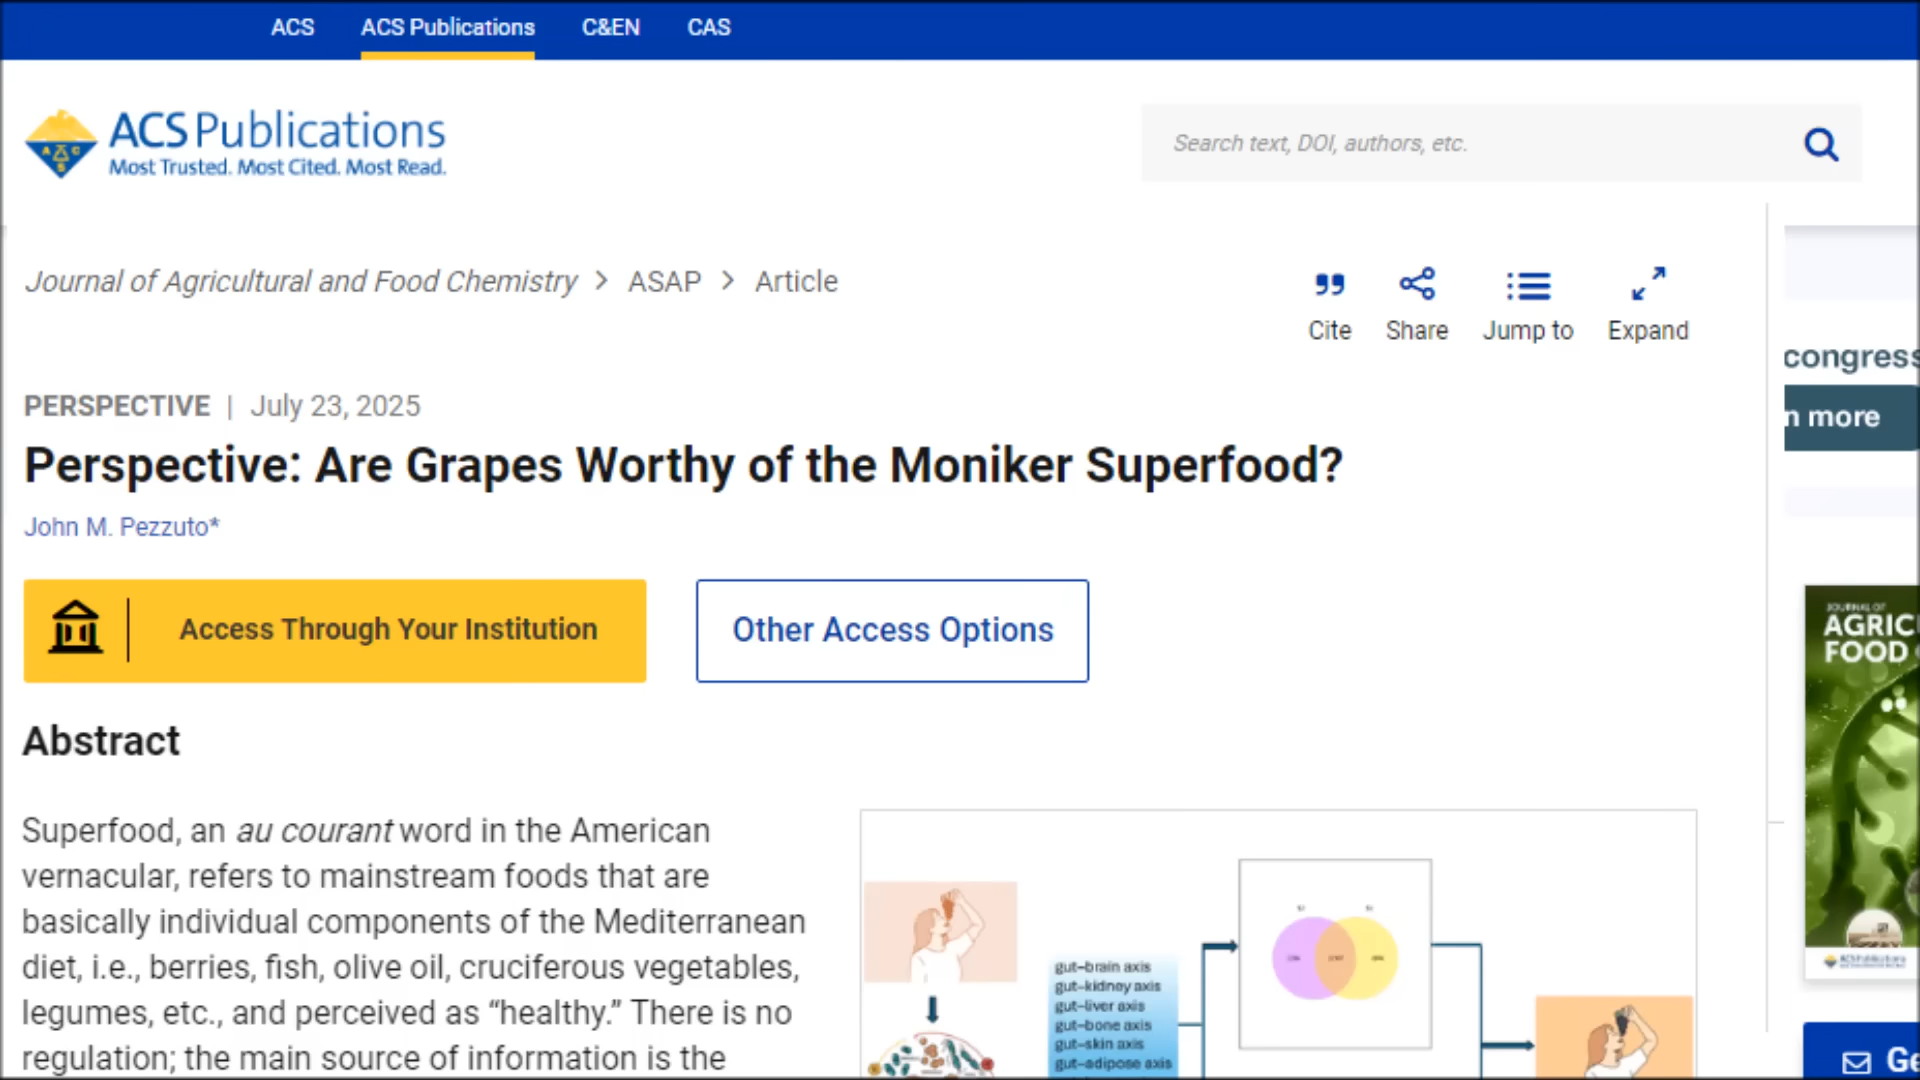 ACS
ACS Publications
C&EN
CAS
ACS Publications
Most Trusted. Most Cited. Most Read.
Search text, DOI, authors, etc.
Journal of Agricultural and Food Chemistry > ASAP > Article
Cite
Share
Jump to
Expand
congress
n more
PERSPECTIVE | July 23, 2025
Perspective: Are Grapes Worthy of the Moniker Superfood?
John M. Pezzuto*
Access Through Your Institution
Other Access Options
JOURNAL OF
AGRIC
FOOD
Abstract
Superfood, an au courant word in the American
vernacular, refers to mainstream foods that are
basically individual components of the Mediterranean
diet, i.e., berries, fish, olive oil, cruciferous vegetables,
legumes, etc., and perceived as “healthy.” There is no
regulation; the main source of information is the
gut–brain axis
gut–kidney axis
gut–liver axis
gut–bone axis
gut–skin axis
gut–adipose axis
ACS Publications
Ge